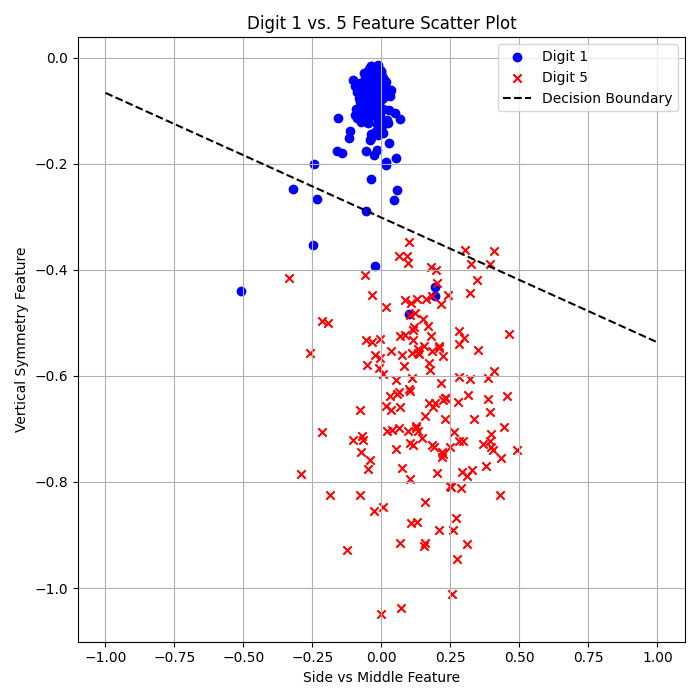 Digit 1 vs. 5 Feature Scatter Plot
Digit 1
Digit 5
Decision Boundary
Vertical Symmetry Feature
0.0
−0.2
−0.4
−0.6
−0.8
−1.0
−1.00 −0.75 −0.50 −0.25 0.00 0.25 0.50 0.75 1.00
Side vs Middle Feature